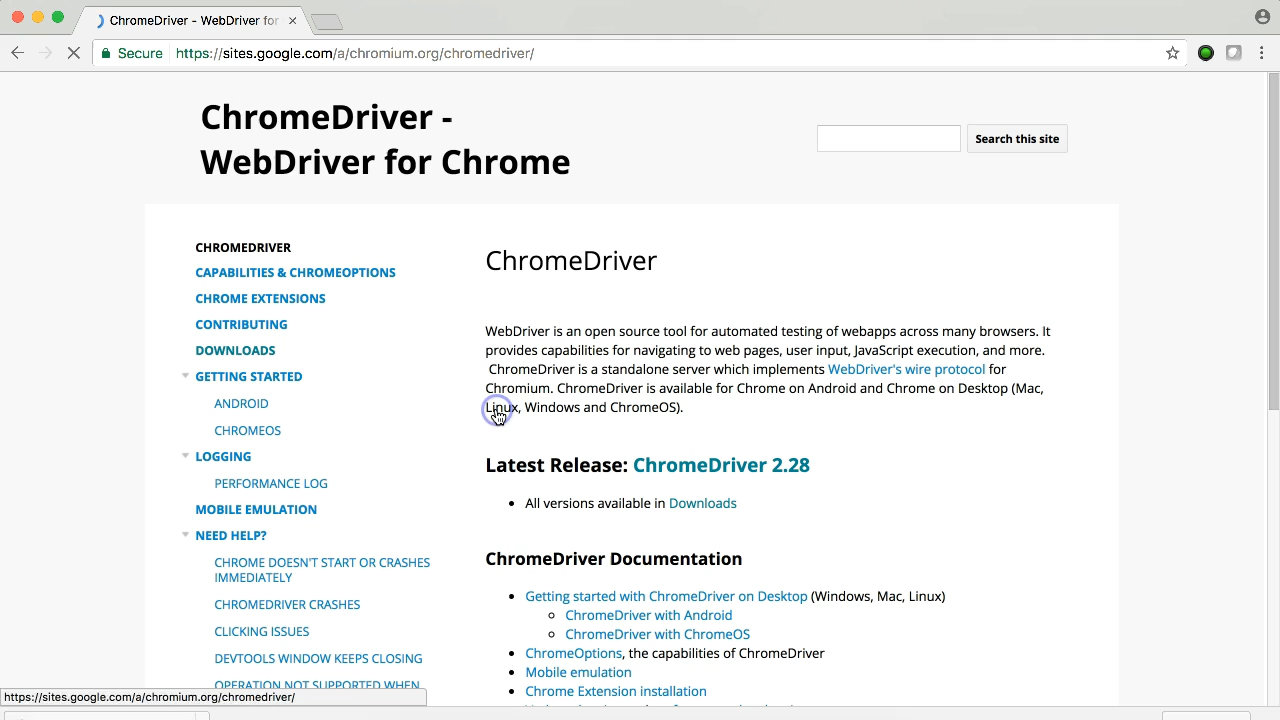 ChromeDriver - WebDriver for
Secure https://sites.google.com/a/chromium.org/chromedriver/
ChromeDriver -
WebDriver for Chrome
Search this site
CHROMEDRIVER
CAPABILITIES & CHROMEOPTIONS
CHROME EXTENSIONS
CONTRIBUTING
DOWNLOADS
GETTING STARTED
ANDROID
CHROMEOS
LOGGING
PERFORMANCE LOG
MOBILE EMULATION
NEED HELP?
CHROME DOESN'T START OR CRASHES
IMMEDIATELY
CHROMEDRIVER CRASHES
CLICKING ISSUES
DEVTOOLS WINDOW KEEPS CLOSING
OPERATION NOT SUPPORTED WHEN
ChromeDriver
WebDriver is an open source tool for automated testing of webapps across many browsers. It
provides capabilities for navigating to web pages, user input, JavaScript execution, and more.
ChromeDriver is a standalone server which implements WebDriver's wire protocol for
Chromium. ChromeDriver is available for Chrome on Android and Chrome on Desktop (Mac,
Linux, Windows and ChromeOS).
Latest Release: ChromeDriver 2.28
All versions available in Downloads
ChromeDriver Documentation
Getting started with ChromeDriver on Desktop (Windows, Mac, Linux)
ChromeDriver with Android
ChromeDriver with ChromeOS
ChromeOptions, the capabilities of ChromeDriver
Mobile emulation
Chrome Extension installation
https://sites.google.com/a/chromium.org/chromedriver/